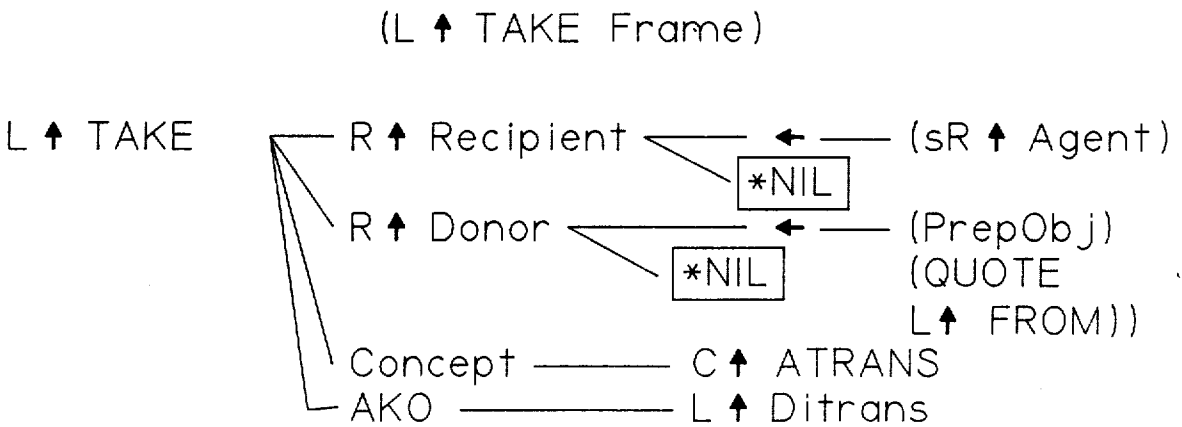 (L ↑ TAKE Frame)
L ↑ TAKE R ↑ Recipient ← (sR ↑ Agent)
*NIL
R ↑ Donor ← (PrepObj)
*NIL (QUOTE
L↑ FROM))
Concept C ↑ ATRANS
AKO L ↑ Ditrans